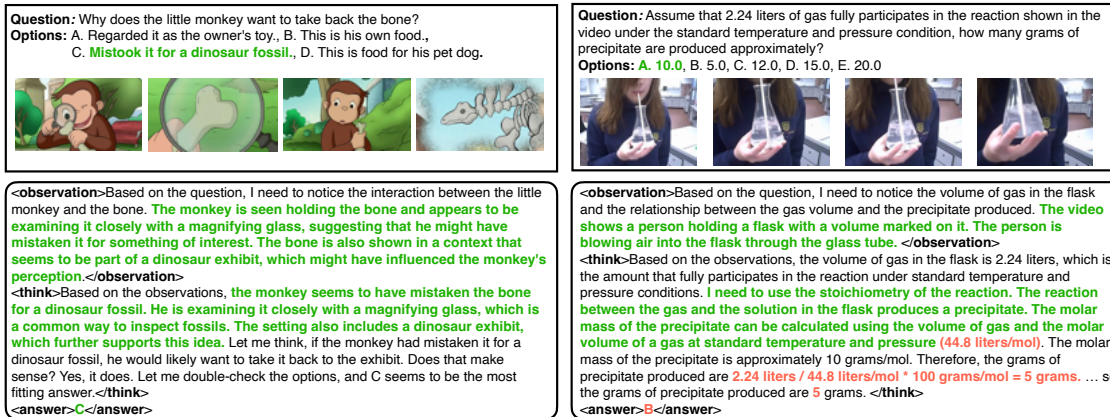 Question: Why does the little monkey want to take back the bone?
Options: A. Regarded it as the owner's toy., B. This is his own food.,
C. Mistook it for a dinosaur fossil., D. This is food for his pet dog.
<observation>Based on the question, I need to notice the interaction between the little
monkey and the bone. The monkey is seen holding the bone and appears to be
examining it closely with a magnifying glass, suggesting that he might have
mistaken it for something of interest. The bone is also shown in a context that
seems to be part of a dinosaur exhibit, which might have influenced the monkey's
perception.</observation>
<think>Based on the observations, the monkey seems to have mistaken the bone
for a dinosaur fossil. He is examining it closely with a magnifying glass, which is
a common way to inspect fossils. The setting also includes a dinosaur exhibit,
which further supports this idea. Let me think, if the monkey had mistaken it for a
dinosaur fossil, he would likely want to take it back to the exhibit. Does that make
sense? Yes, it does. Let me double-check the options, and C seems to be the most
fitting answer.</think>
<answer>C</answer>
Question: Assume that 2.24 liters of gas fully participates in the reaction shown in the
video under the standard temperature and pressure condition, how many grams of
precipitate are produced approximately?
Options: A. 10.0, B. 5.0, C. 12.0, D. 15.0, E. 20.0
<observation>Based on the question, I need to notice the volume of gas in the flask
and the relationship between the gas volume and the precipitate produced. The video
shows a person holding a flask with a volume marked on it. The person is
blowing air into the flask through the glass tube. </observation>
<think>Based on the observations, the volume of gas in the flask is 2.24 liters, which is
the amount that fully participates in the reaction under standard temperature and
pressure conditions. I need to use the stoichiometry of the reaction. The reaction
between the gas and the solution in the flask produces a precipitate. The molar
mass of the precipitate can be calculated using the volume of gas and the molar
volume of a gas at standard temperature and pressure (44.8 liters/mol). The molar
mass of the precipitate is approximately 10 grams/mol. Therefore, the grams of
precipitate produced are 2.24 liters / 44.8 liters/mol * 100 grams/mol = 5 grams. … so
the grams of precipitate produced are 5 grams. </think>
<answer>B</answer>